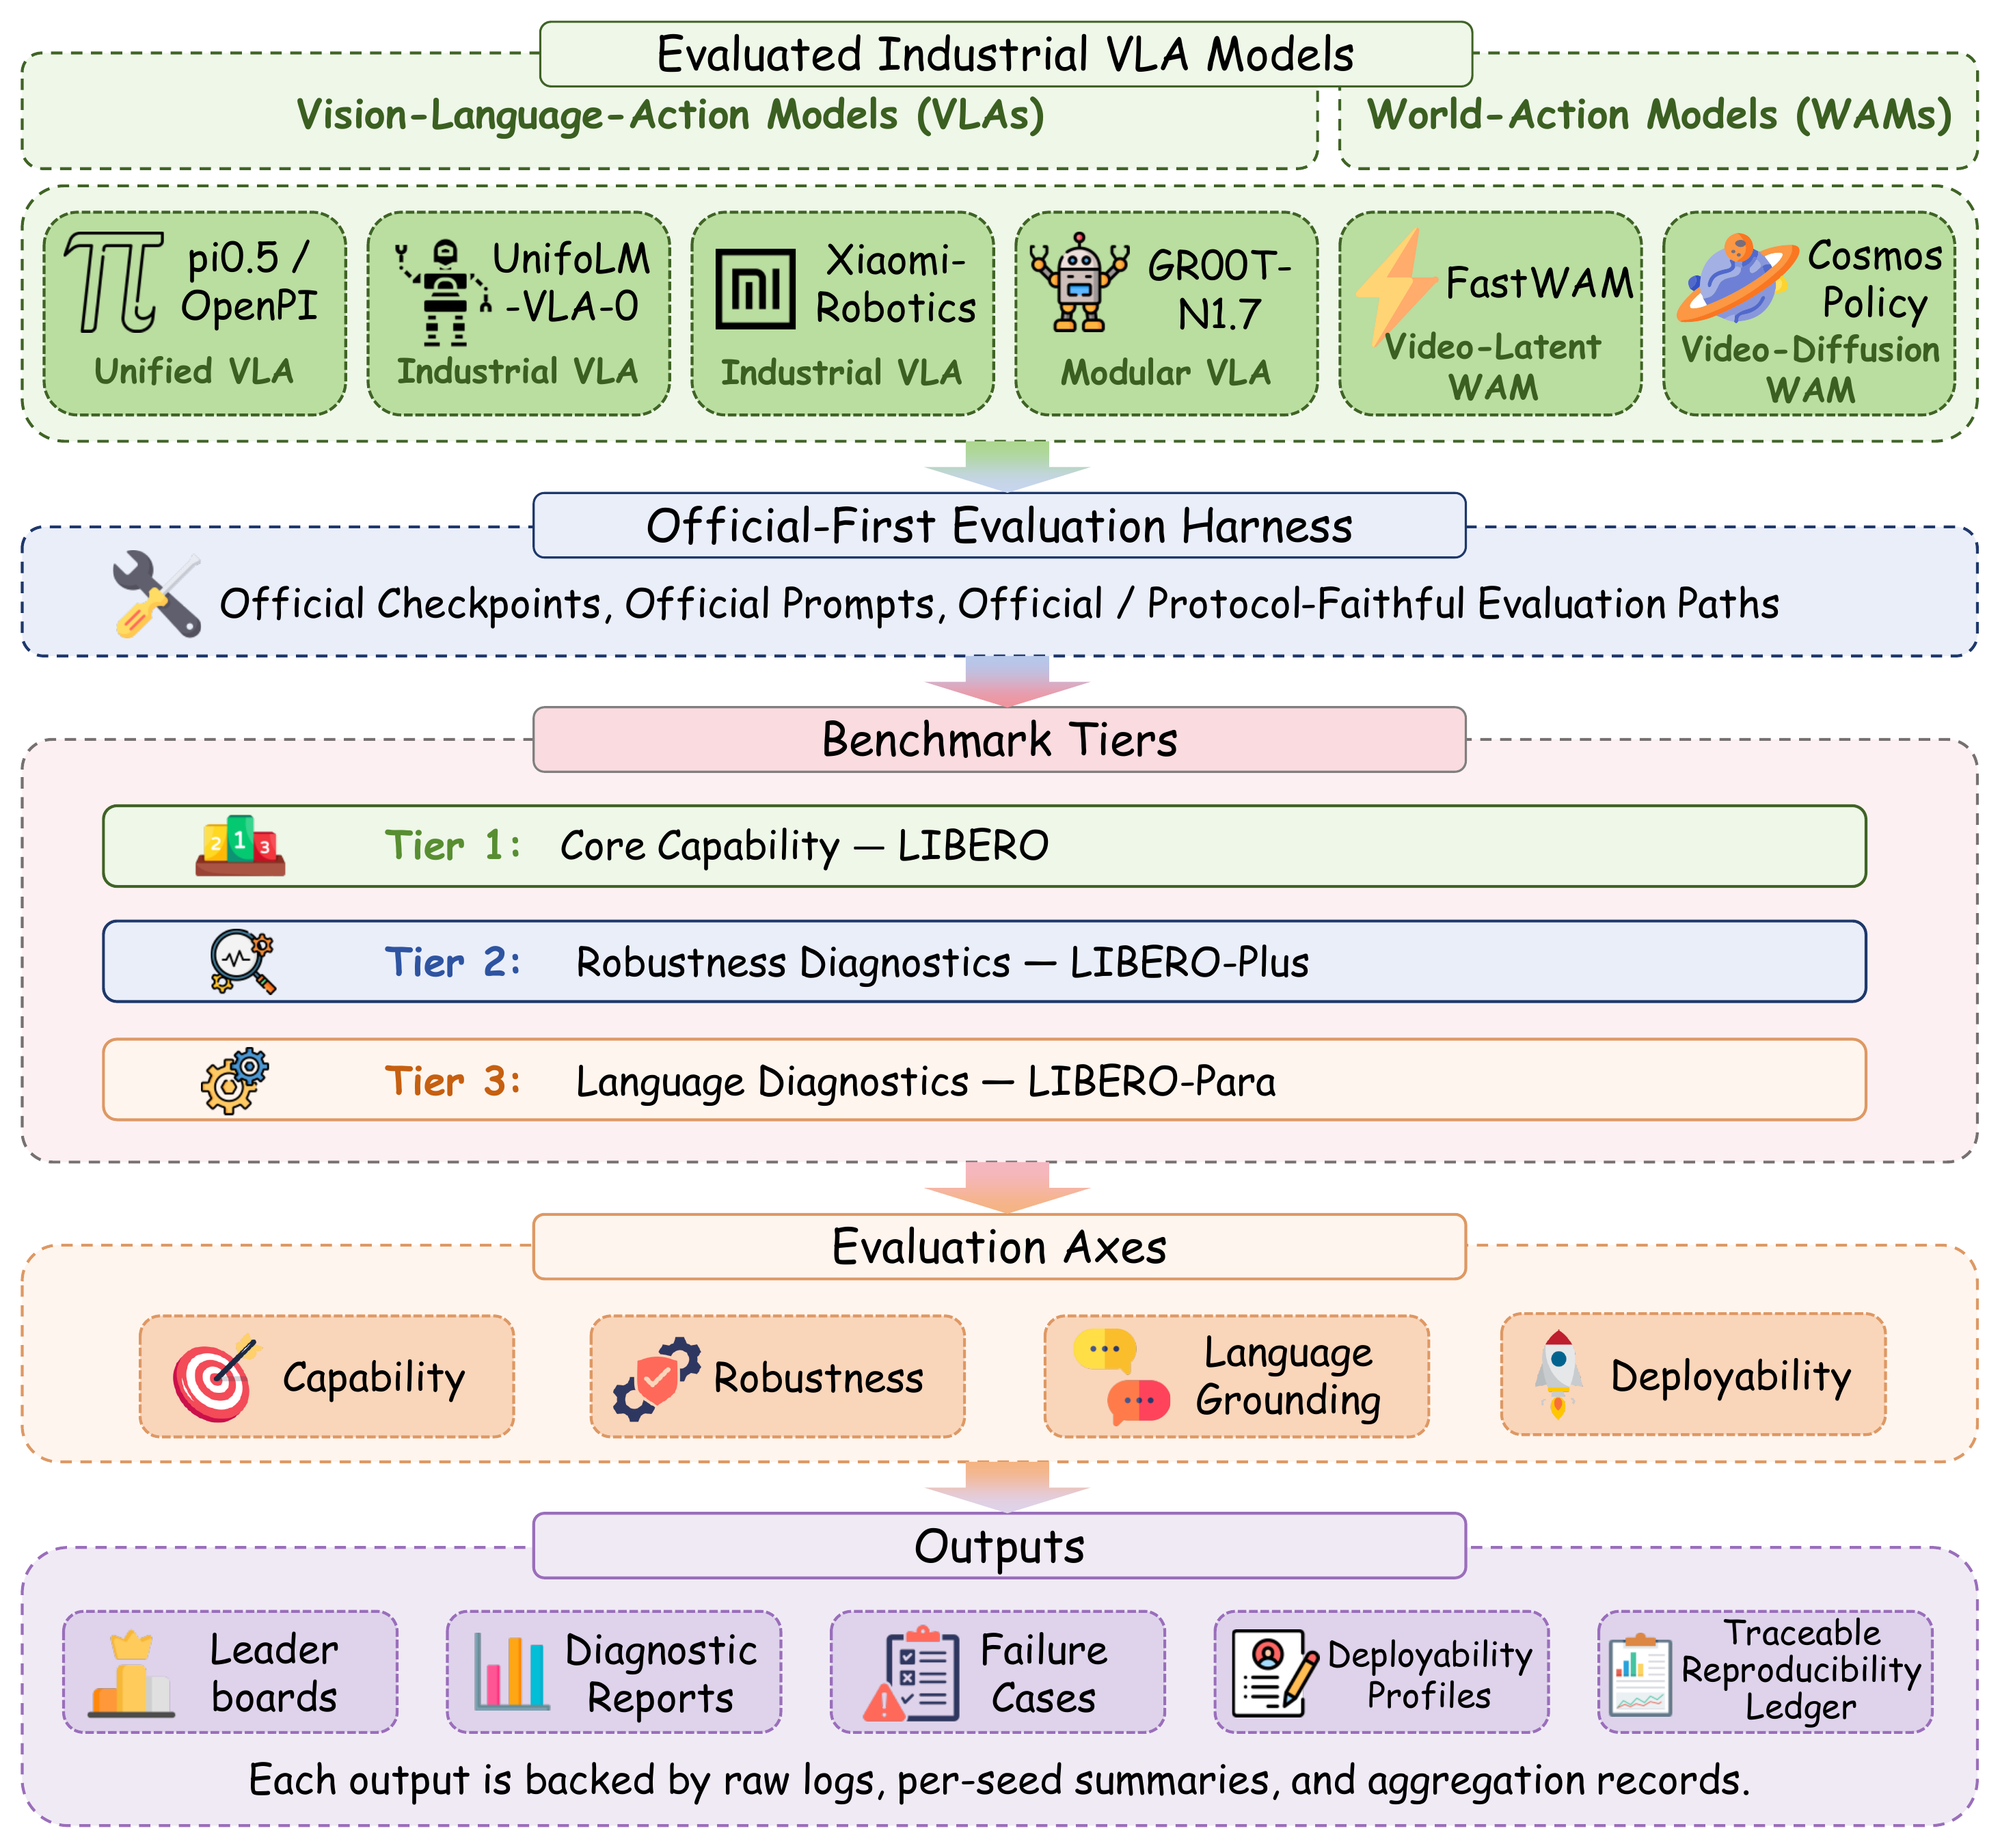 Evaluated Industrial VLA Models
Vision-Language-Action Models (VLAs)
World-Action Models (WAMs)
pi0.5 /
OpenPI
Unified VLA
UnifoLM
-VLA-0
Industrial VLA
Xiaomi-
Robotics
Industrial VLA
GR00T-
N1.7
Modular VLA
FastWAM
Video-Latent
WAM
Cosmos
Policy
Video-Diffusion
WAM
Official-First Evaluation Harness
Official Checkpoints, Official Prompts, Official / Protocol-Faithful Evaluation Paths
Benchmark Tiers
2 1 3
Tier 1: Core Capability — LIBERO
Tier 2: Robustness Diagnostics — LIBERO-Plus
Tier 3: Language Diagnostics — LIBERO-Para
Evaluation Axes
Capability
Robustness
Language
Grounding
Deployability
Outputs
Leader
boards
Diagnostic
Reports
Failure
Cases
Deployability
Profiles
Traceable
Reproducibility
Ledger
Each output is backed by raw logs, per-seed summaries, and aggregation records.